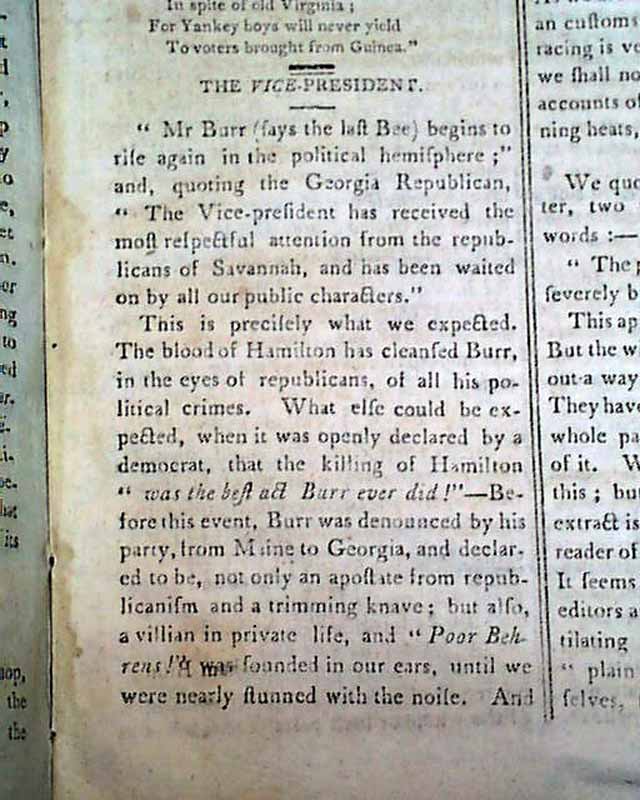 In spite of old Virginia ;
For Yankey boys will never yield
To voters brought from Guinea."
THE VICE-PRESIDENT.
" Mr Burr (ſays the laſt Bee) begins to
riſe again in the political hemiſphere ;"
and, quoting the Georgia Republican,
" The Vice-preſident has received the
moſt reſpectful attention from the repub-
licans of Savannah, and has been waited
on by all our public characters."
This is preciſely what we expected.
The blood of Hamilton has cleanſed Burr,
in the eyes of republicans, of all his po-
litical crimes. What elſe could be ex-
pected, when it was openly declared by a
democrat, that the killing of Hamilton
" was the beſt act Burr ever did !"—Be-
fore this event, Burr was denounced by his
party, from Maine to Georgia, and declar-
ed to be, not only an apoſtate from repub-
licaniſm and a trimming knave ; but alſo,
a villian in private life, and " Poor Beh-
rens !" was ſounded in our ears, until we
were nearly ſtunned with the noiſe. And
an cuſtoms
racing is ve
we ſhall no
accounts of
ning heats,
We quo
ter, two
words :—
" The
ſeverely b
This ap
But the w
out-a way
They have
whole pa
of it. W
this ; bu
extract is
reader of
It ſeems
editors a
tilating
" plain
ſelves,